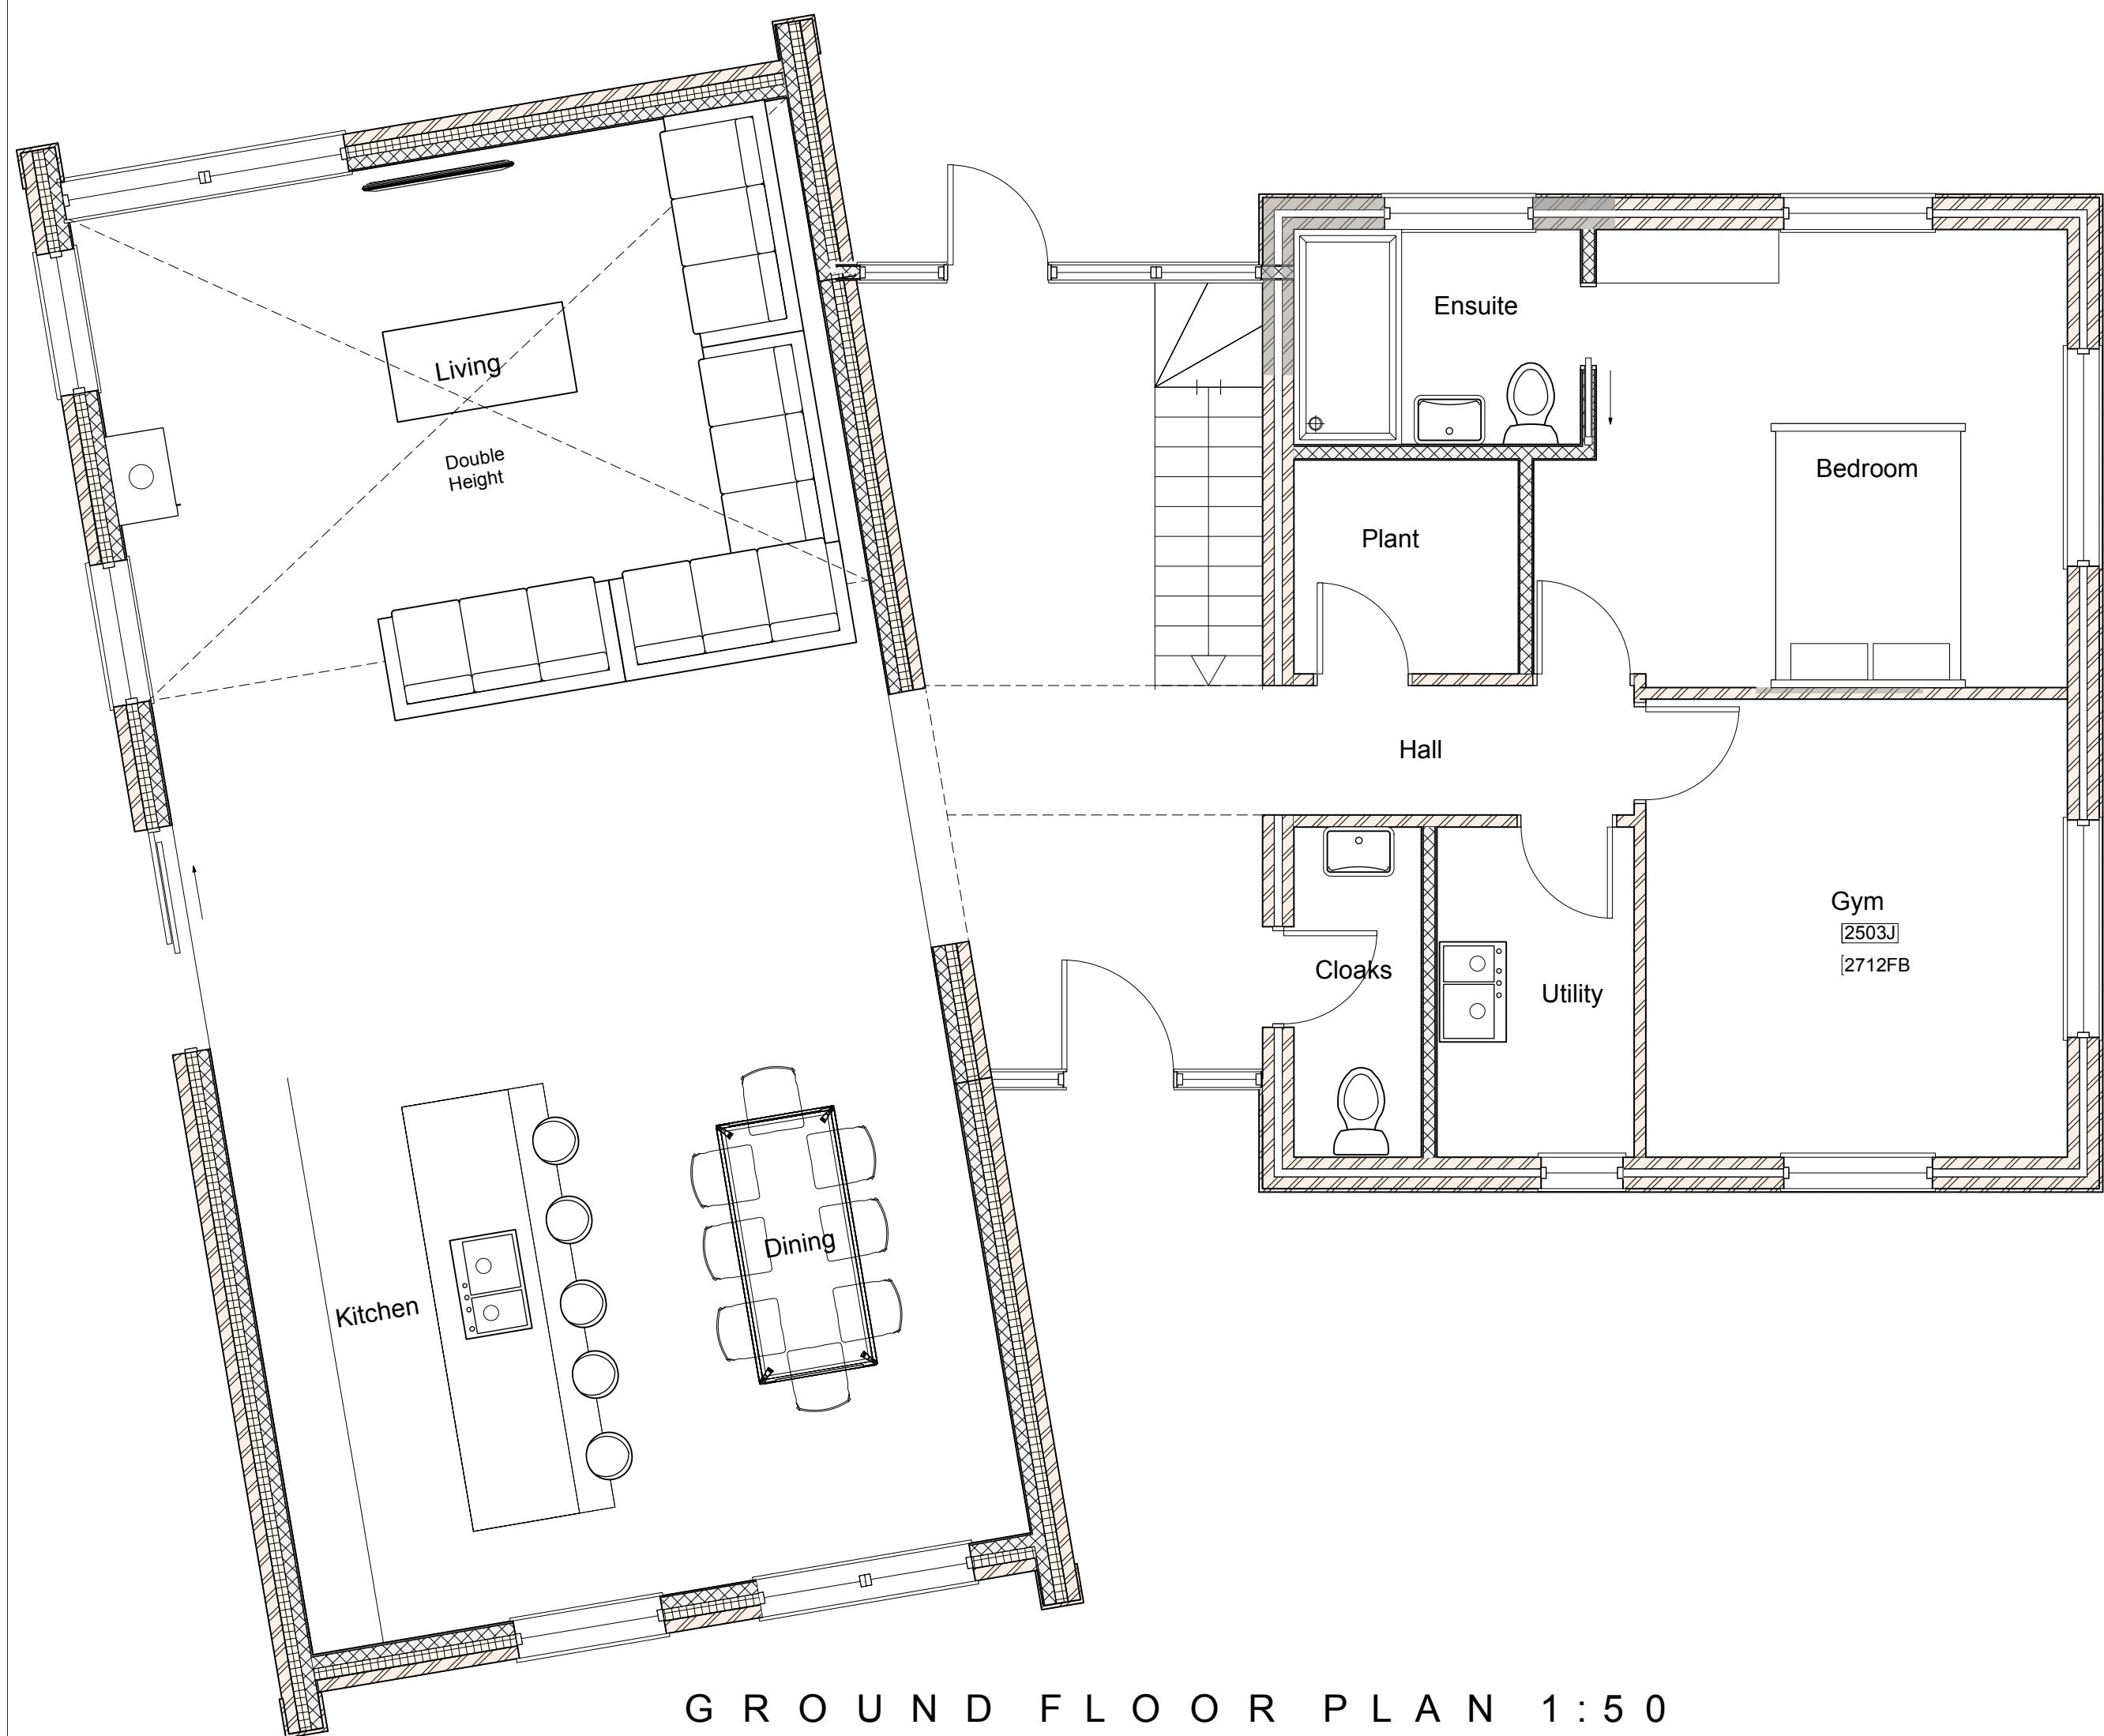 Ensuite
Living
Double
Height
Bedroom
Plant
Hall
Gym
2503J
2712FB
Cloaks
Utility
Dining
Kitchen
GROUND FLOOR PLAN 1:50